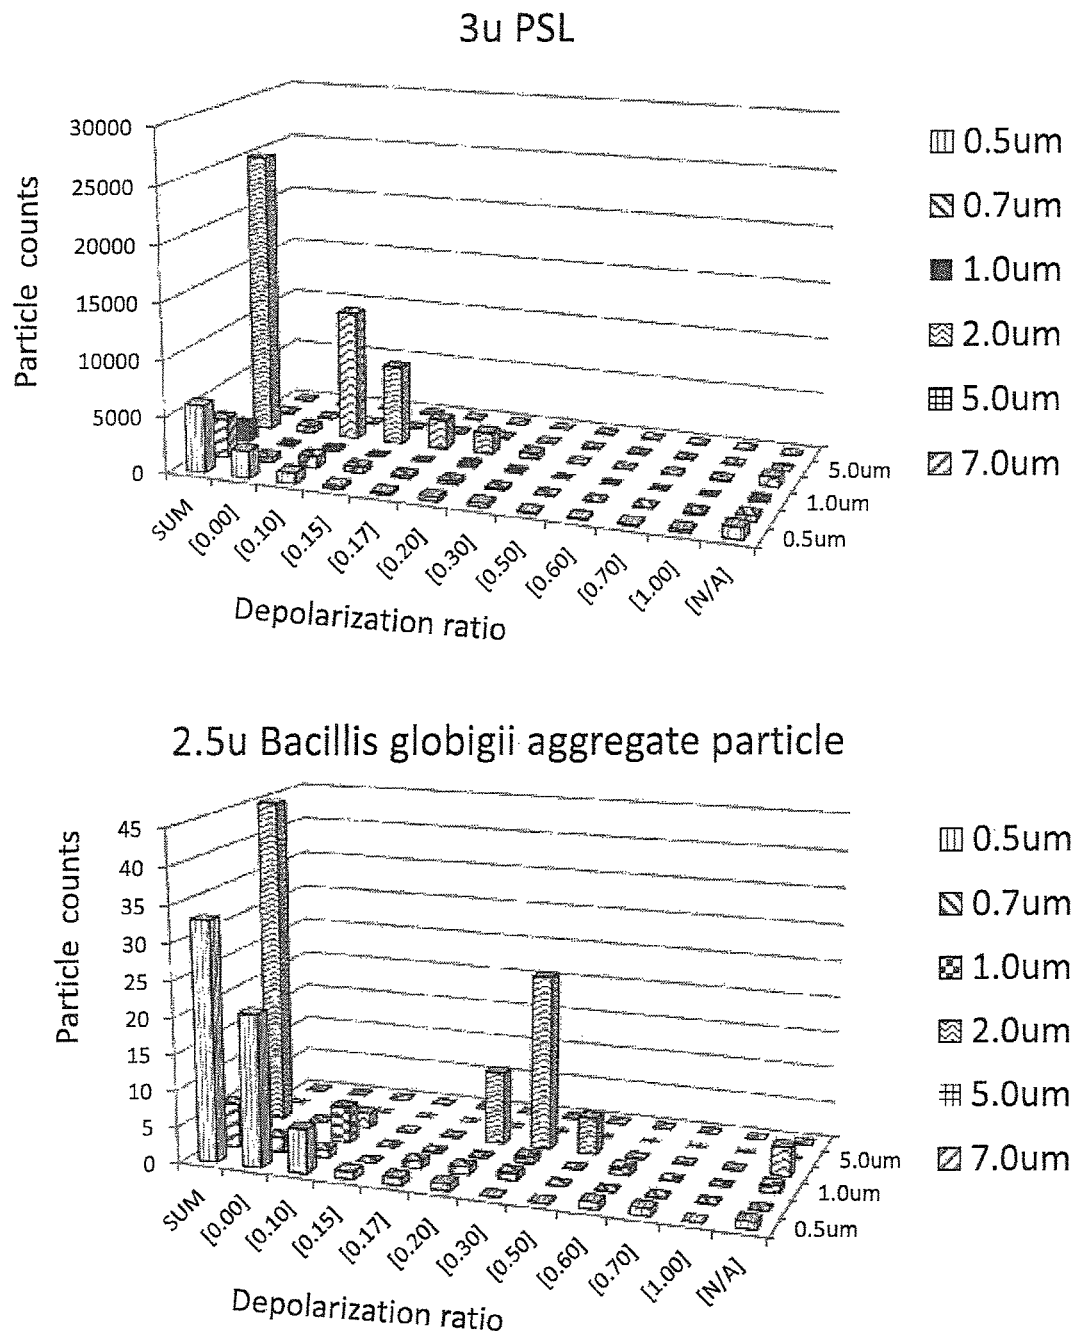 3u PSL
30000
25000
20000
15000
10000
5000
0
Particle counts
SUM
[0.00]
[0.10]
[0.15]
[0.17]
[0.20]
[0.30]
[0.50]
[0.60]
[0.70]
[1.00]
[N/A]
Depolarization ratio
5.0um
1.0um
0.5um
0.5um
0.7um
1.0um
2.0um
5.0um
7.0um
2.5u Bacillis globigii aggregate particle
45
40
35
30
25
20
15
10
5
0
Particle counts
SUM
[0.00]
[0.10]
[0.15]
[0.17]
[0.20]
[0.30]
[0.50]
[0.60]
[0.70]
[1.00]
[N/A]
Depolarization ratio
5.0um
1.0um
0.5um
0.5um
0.7um
1.0um
2.0um
5.0um
7.0um